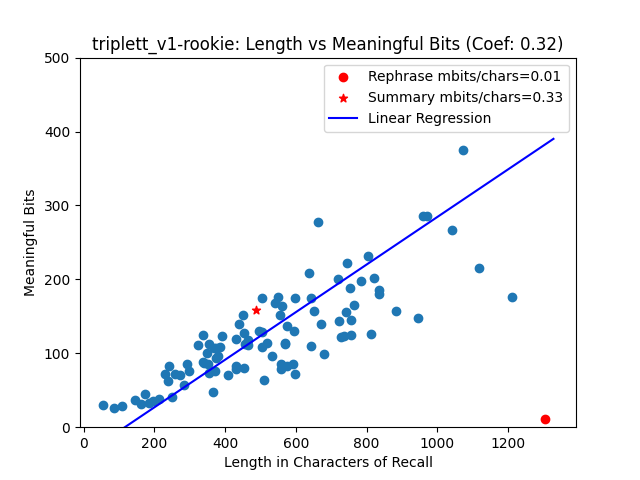 triplett_v1-rookie: Length vs Meaningful Bits (Coef: 0.32)
Rephrase mbits/chars=0.01
Summary mbits/chars=0.33
Linear Regression
Meaningful Bits
500
400
300
200
100
0
0 200 400 600 800 1000 1200
Length in Characters of Recall